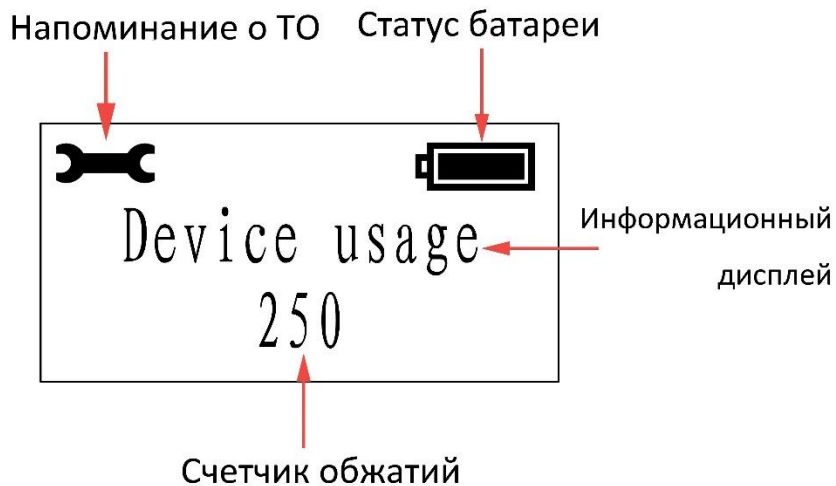 Напоминание о ТО
Статус батареи
Device usage
250
Информационный
дисплей
Счетчик обжатий